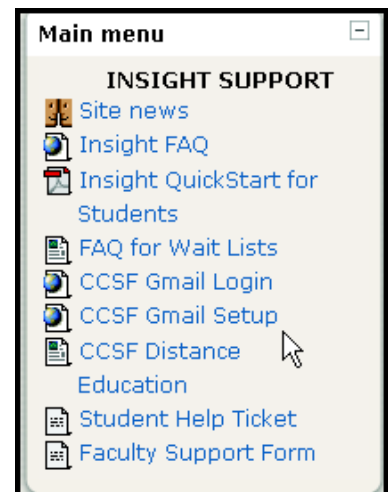 Main menu
INSIGHT SUPPORT
Site news
Insight FAQ
Insight QuickStart for
Students
FAQ for Wait Lists
CCSF Gmail Login
CCSF Gmail Setup
CCSF Distance
Education
Student Help Ticket
Faculty Support Form